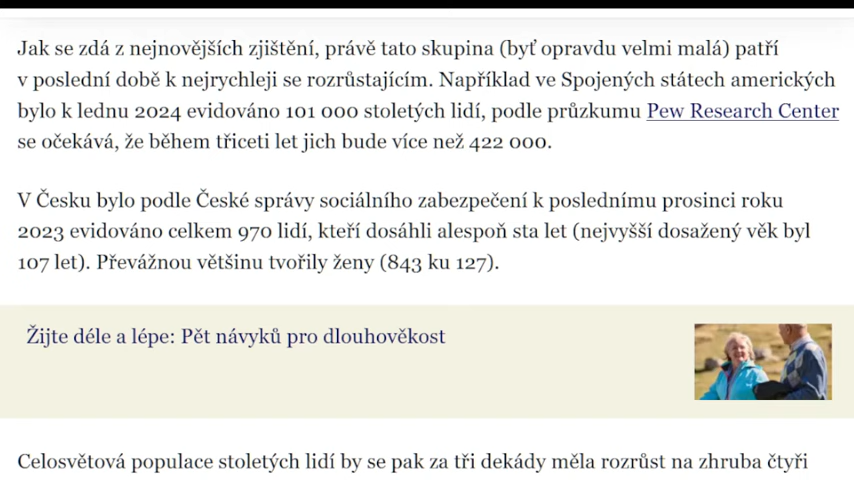 Jak se zdá z nejnovějších zjištění, právě tato skupina (byť opravdu velmi malá) patří
v poslední době k nejrychleji se rozrůstajícím. Například ve Spojených státech amerických
bylo k lednu 2024 evidováno 101 000 stoletých lidí, podle průzkumu Pew Research Center
se očekává, že během třiceti let jich bude více než 422 000.
V Česku bylo podle České správy sociálního zabezpečení k poslednímu prosinci roku
2023 evidováno celkem 970 lidí, kteří dosáhli alespoň sta let (nejvyšší dosažený věk byl
107 let). Převážnou většinu tvořily ženy (843 ku 127).
Žijte déle a lépe: Pět návyků pro dlouhověkost
Celosvětová populace stoletých lidí by se pak za tři dekády měla rozrůst na zhruba čtyři